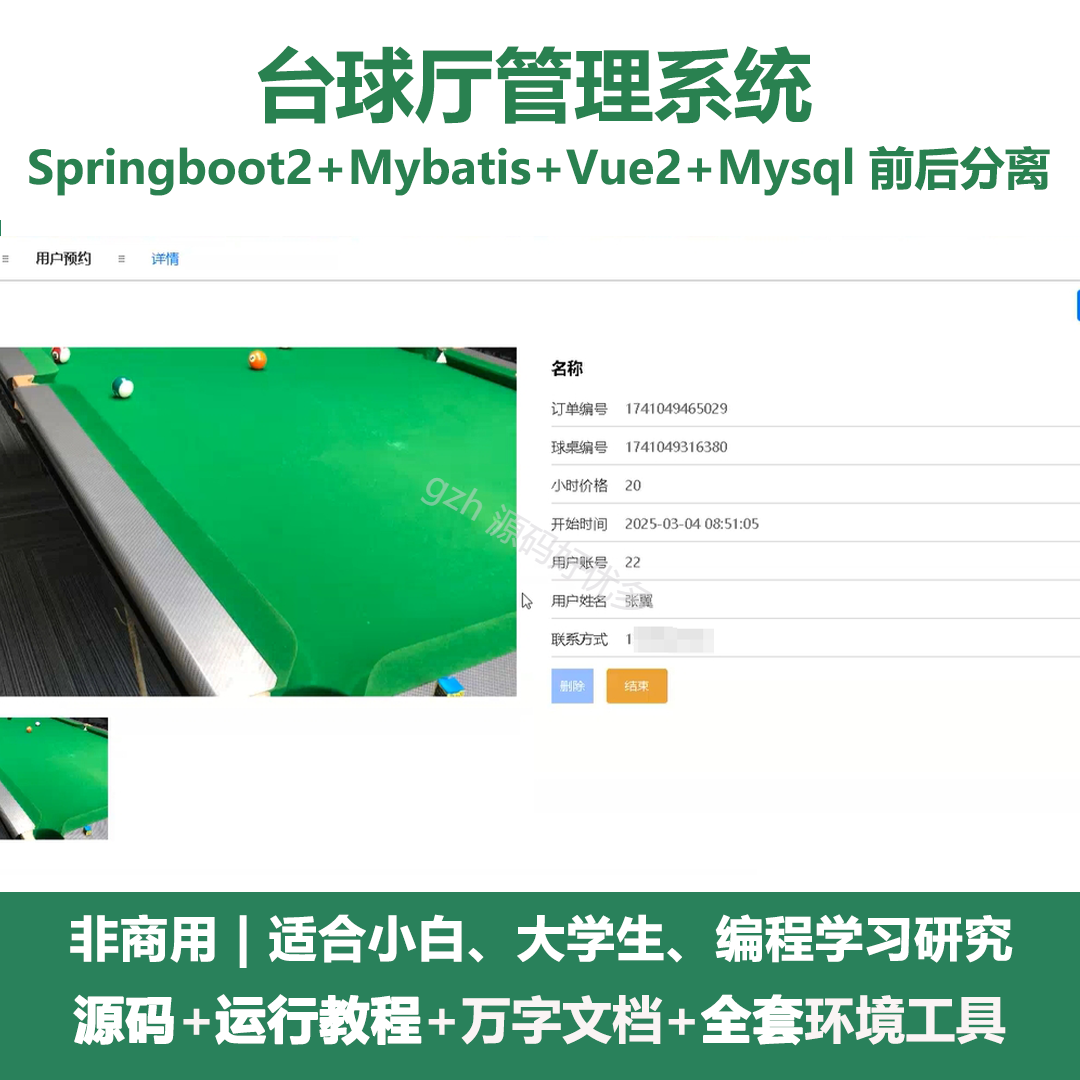 台球厅管理系统
Springboot2+Mybatis+Vue2+Mysql 前后分离
用户预约 详情
名称
订单编号 1741049465029
球桌编号 1741049316380
小时价格 20
开始时间 2025-03-04 08:51:05
用户账号 22
用户姓名 张翼
联系方式 1
删除 结束
gzh 源码好优多
非商用 | 适合小白、大学生、编程学习研究
源码+运行教程+万字文档+全套环境工具